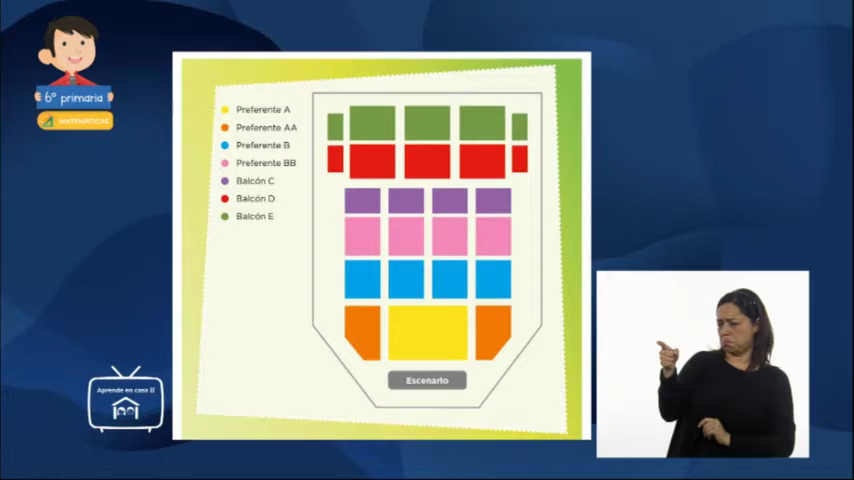 6° primaria
MATEMÁTICAS
Preferente A
Preferente AA
Preferente B
Preferente BB
Balcón C
Balcón D
Balcón E
Escenario
Aprende en casa II